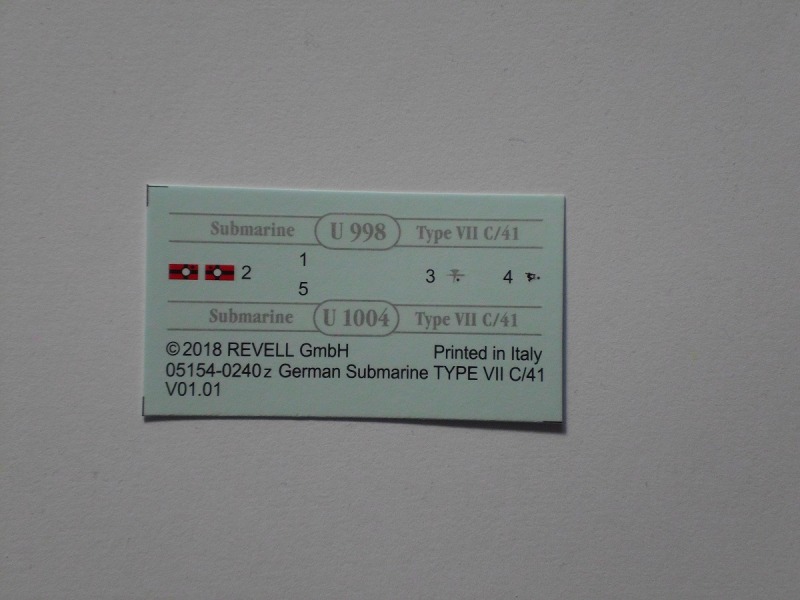 Submarine U 998 Type VII C/41
1
2 3 4
5
Submarine U 1004 Type VII C/41
©2018 REVELL GmbH Printed in Italy
05154-0240z German Submarine TYPE VII C/41
V01.01